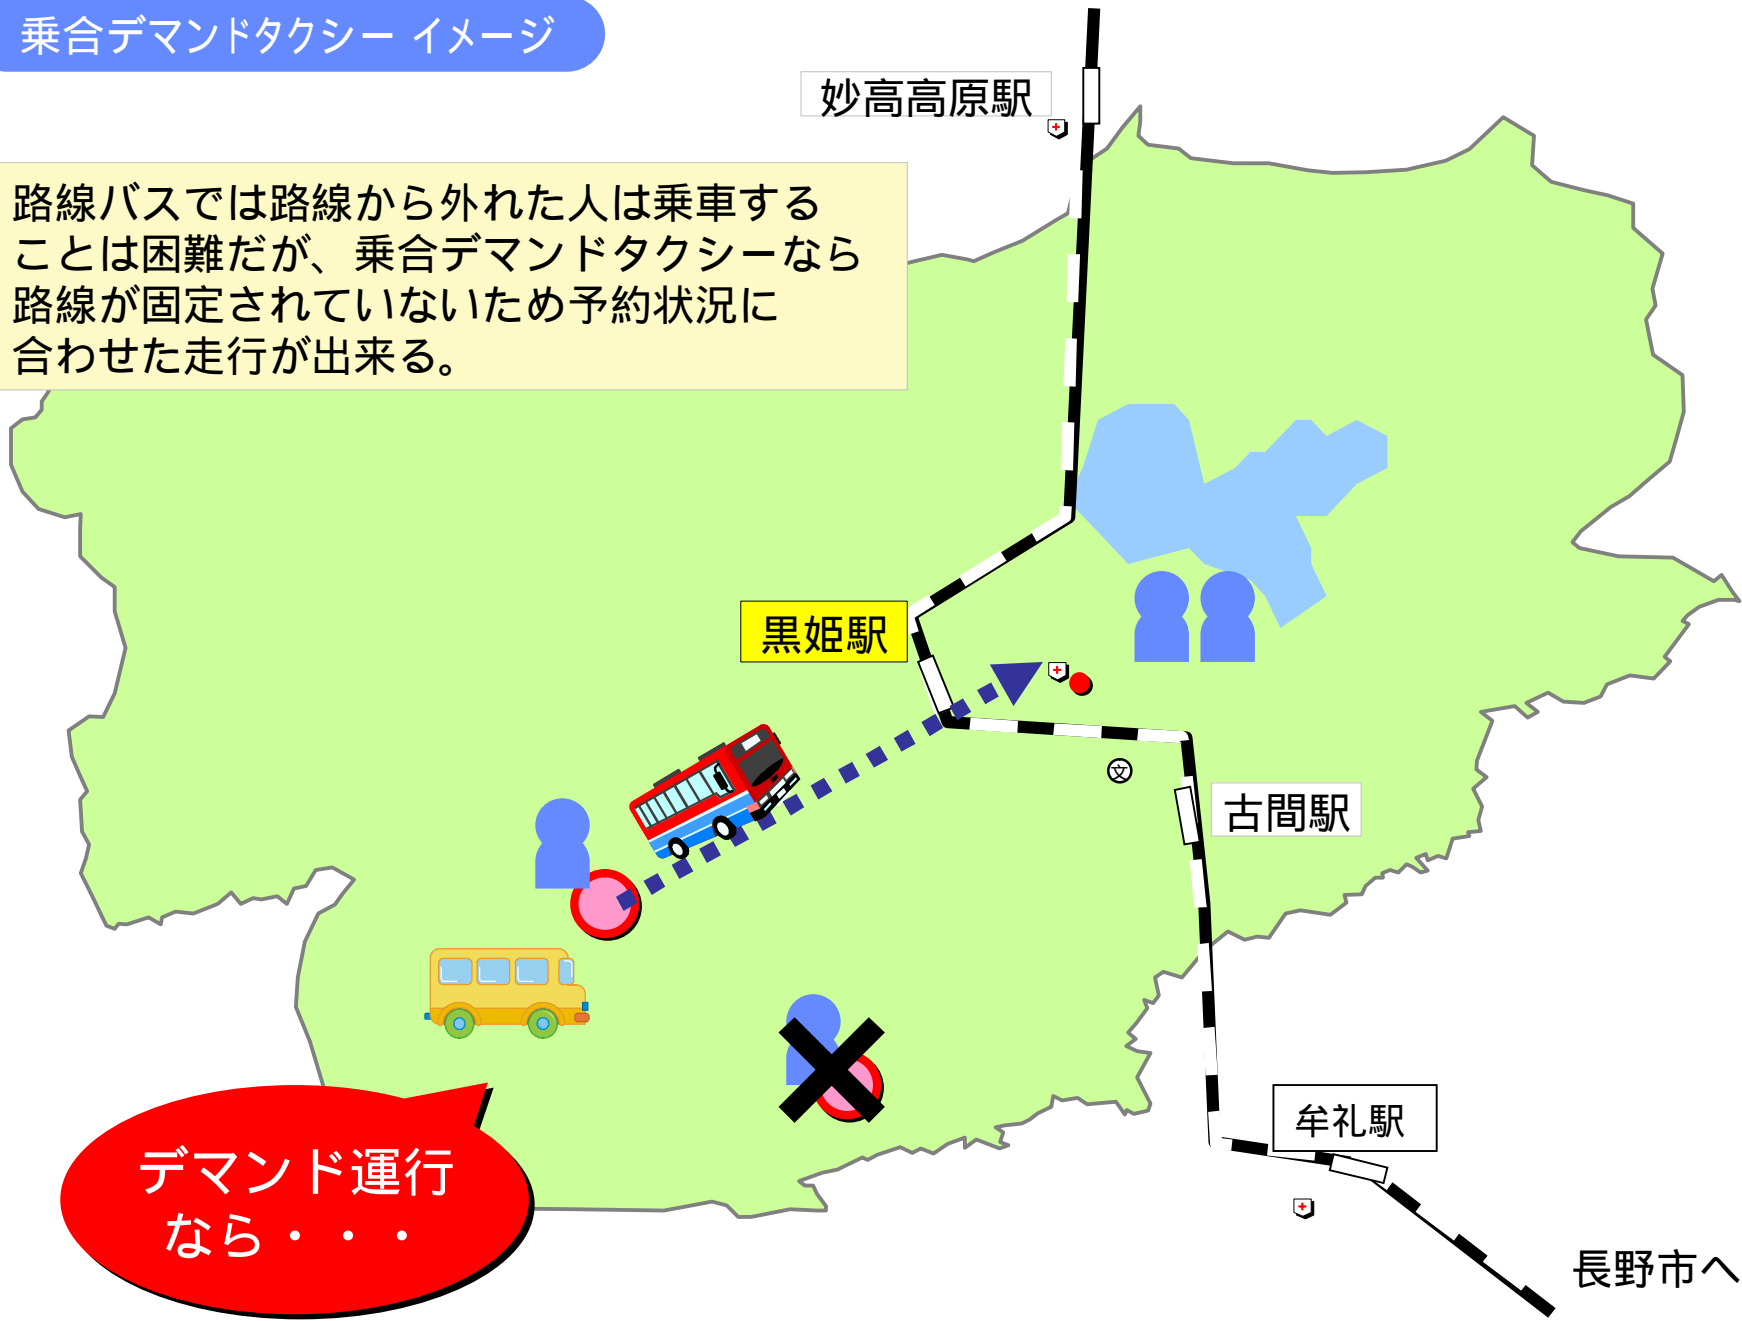 乗合デマンドタクシー イメージ
妙高高原駅
路線バスでは路線から外れた人は乗車する
ことは困難だが、乗合デマンドタクシーなら
路線が固定されていないため予約状況に
合わせた走行が出来る。
黒姫駅
文
古間駅
牟礼駅
デマンド運行
なら・・・
長野市へ